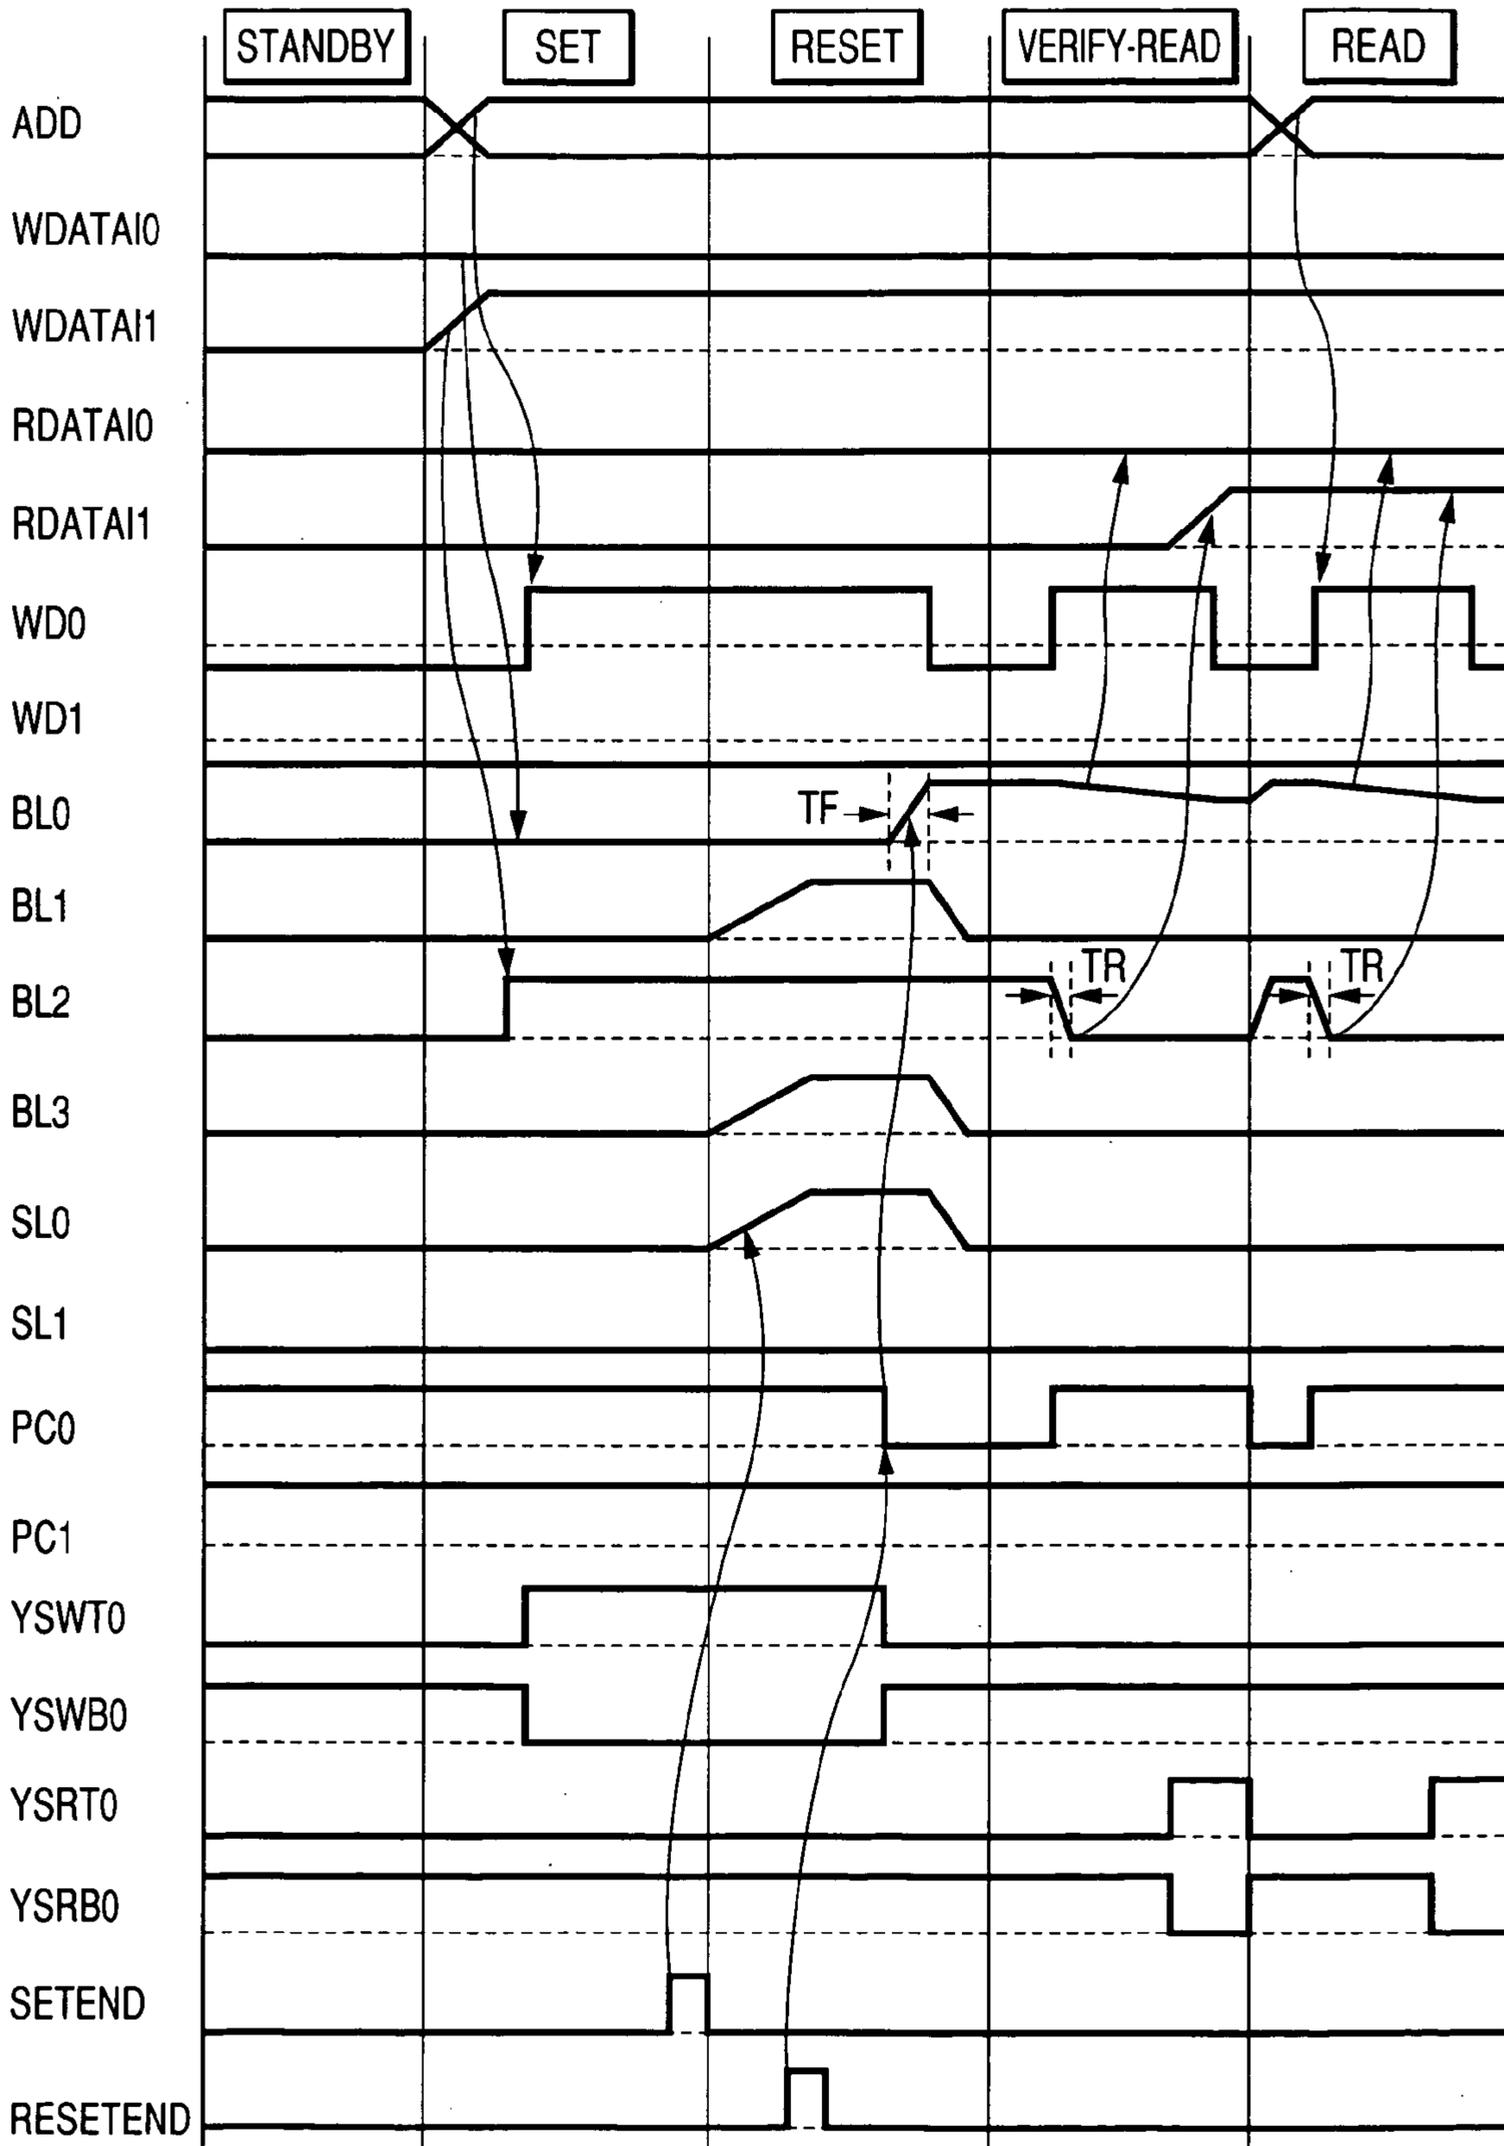 STANDBY SET RESET VERIFY-READ READ
ADD
WDATAI0
WDATAI1
RDATAI0
RDATAI1
WD0
WD1
BL0 TF
BL1
BL2 TR TR
BL3
SL0
SL1
PC0
PC1
YSWT0
YSWB0
YSRT0
YSRB0
SETEND
RESETEND